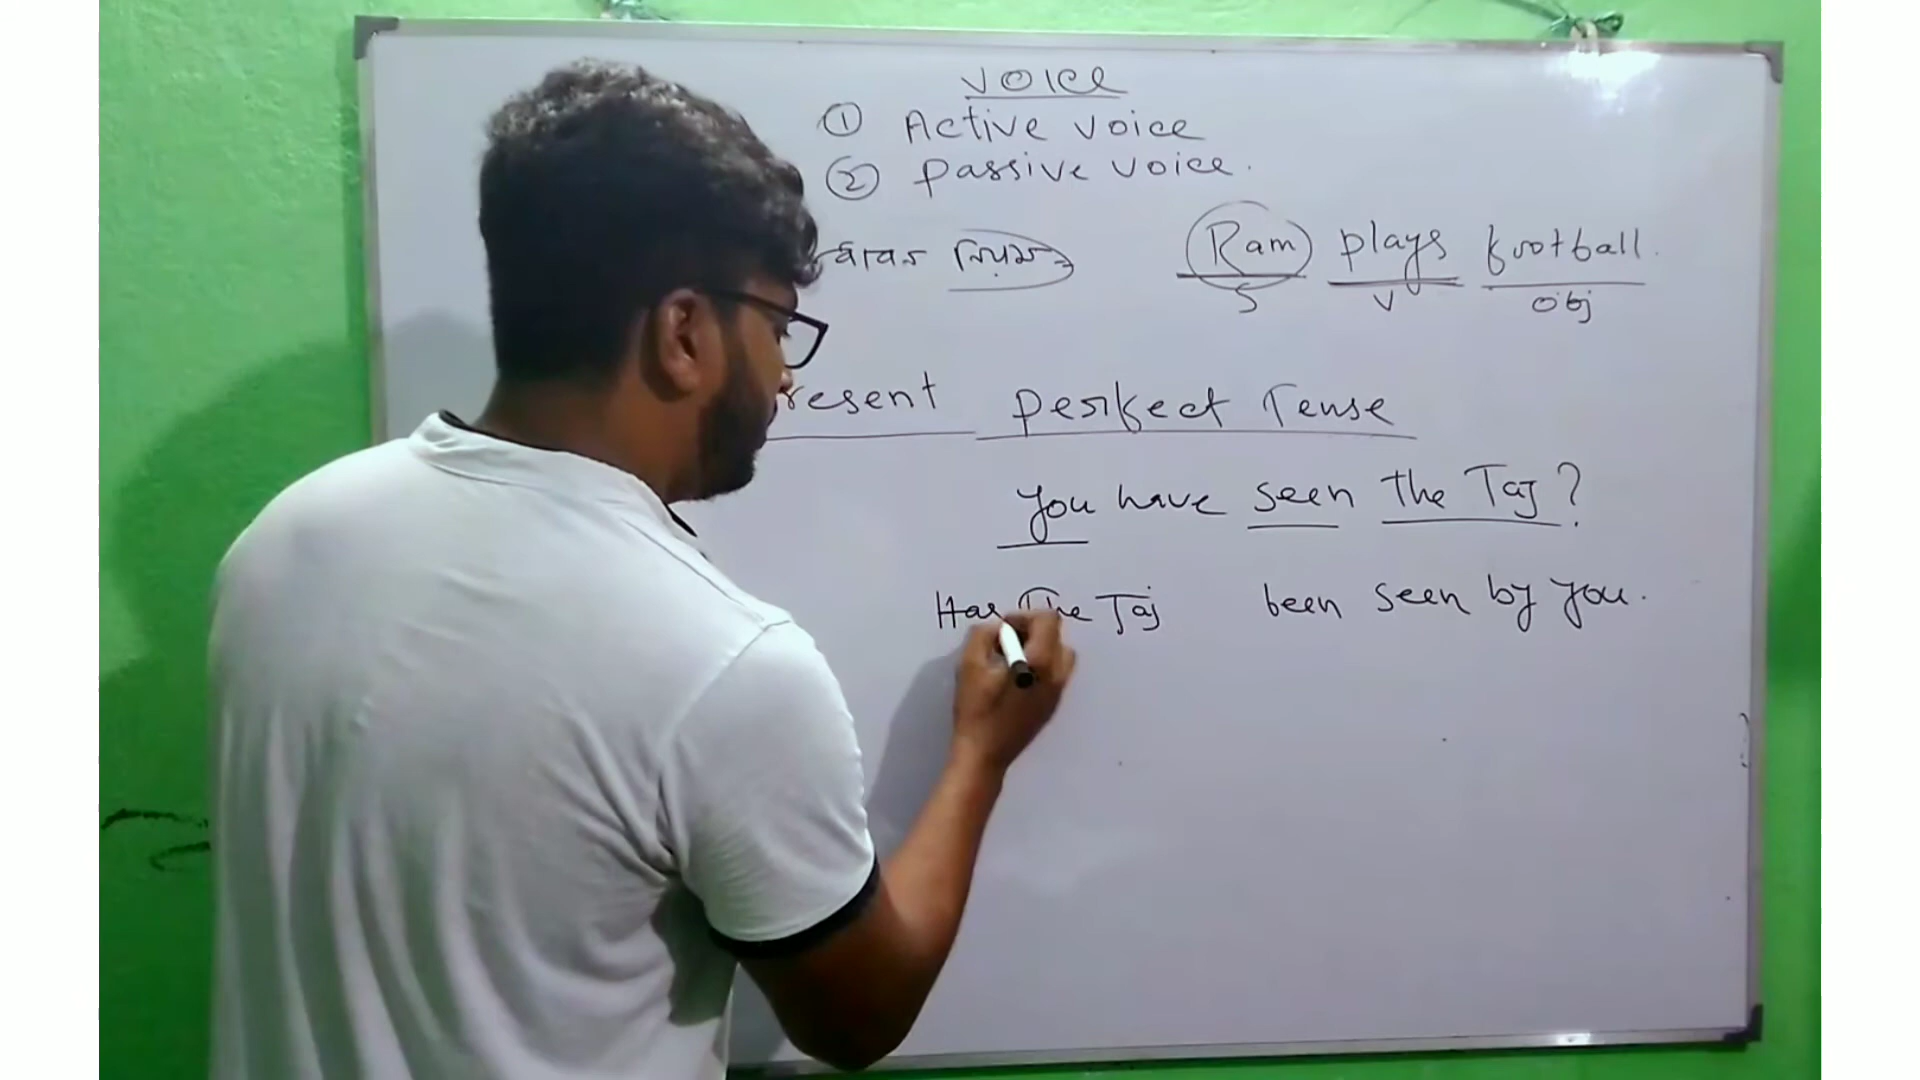 VOICE
① Active voice
② passive voice.
Ram plays football.
S V obj
resent perfect Tense
you have seen the Taj?
Has The Taj been seen by you.